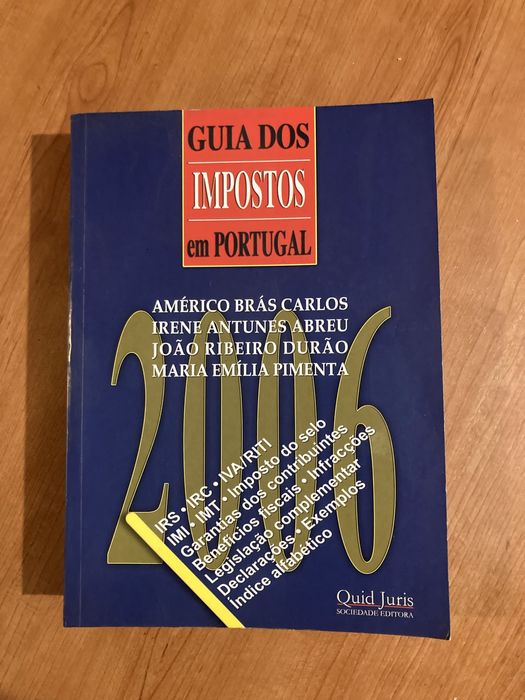 GUIA DOS
IMPOSTOS
em PORTUGAL
AMÉRICO BRÁS CARLOS
IRENE ANTUNES ABREU
JOÃO RIBEIRO DURÃO
MARIA EMÍLIA PIMENTA
2006
IRS • IRC • IVA/RITI
IMI • IMT • Imposto do selo
Garantias dos contribuintes
Benefícios fiscais • Infracções
Legislação complementar
Declarações • Exemplos
Índice alfabético
Quid Juris
SOCIEDADE EDITORA